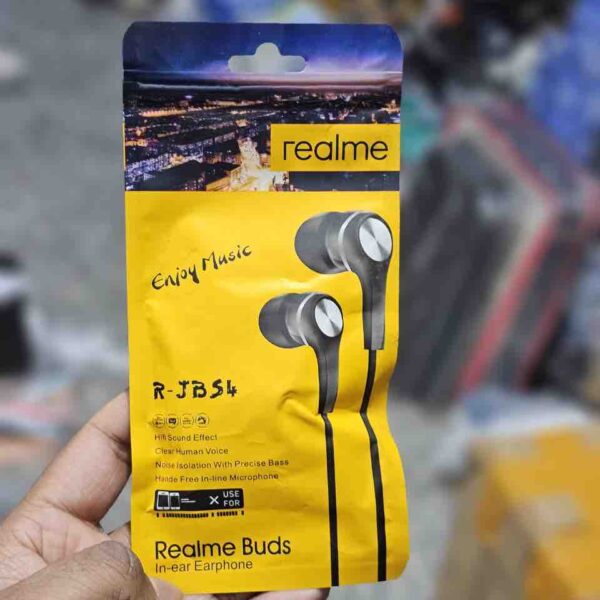 realme
Enjoy Music
R-JBS4
Hifi Sound Effect
Clear Human Voice
Noise Isolation With Precise Bass
Hande Free In-line Microphone
X USE
FOR
Realme Buds
In-ear Earphone